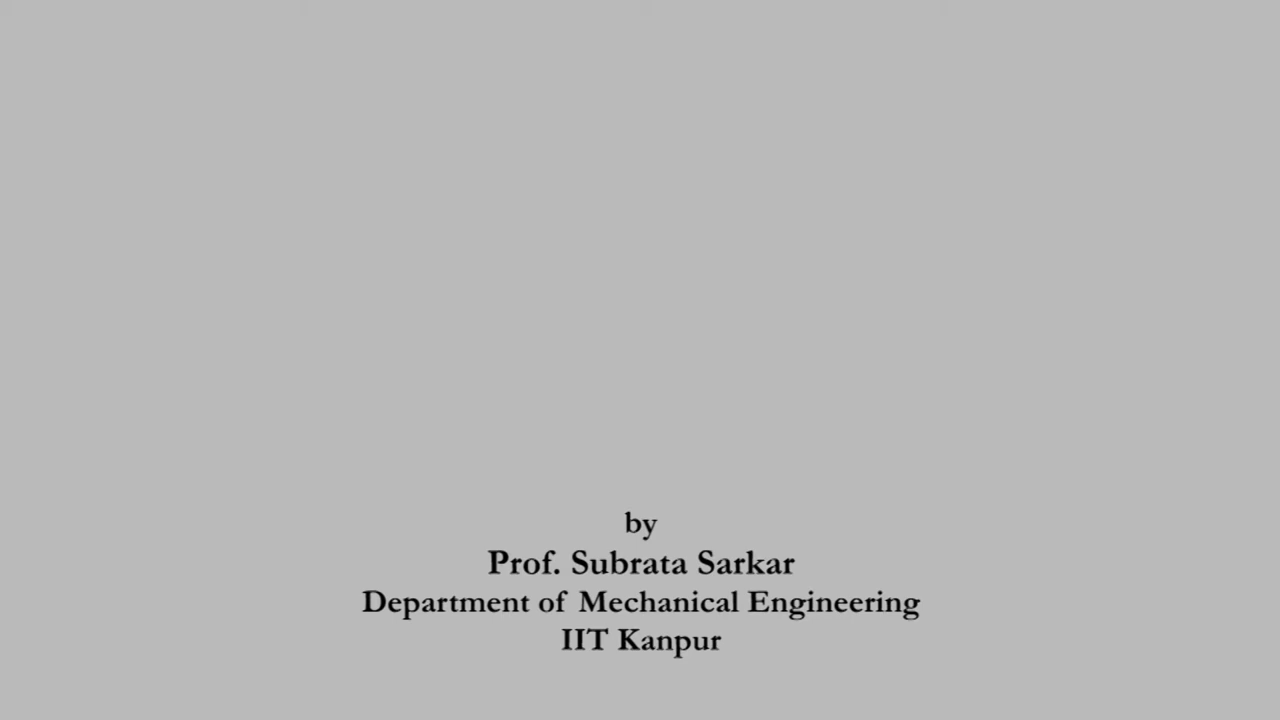 by
Prof. Subrata Sarkar
Department of Mechanical Engineering
IIT Kanpur